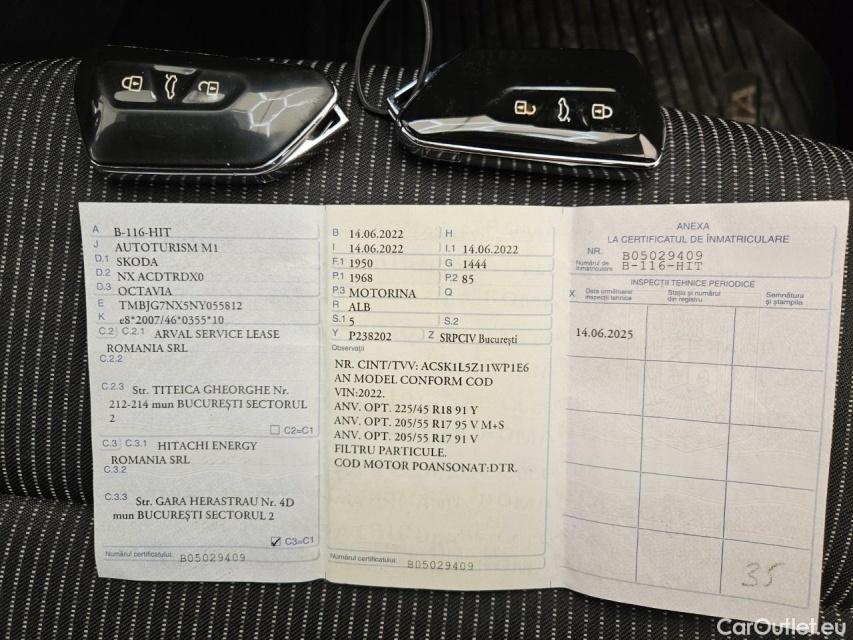 A B-116-HIT
J AUTOTURISM M1
D.1 SKODA
D.2 NX ACDTRDX0
D.3 OCTAVIA
E TMBJG7NX5NY055812
K e8*2007/46*0355*10
C.2 C.2.1 ARVAL SERVICE LEASE
ROMANIA SRL
C.2.2
C.2.3 Str. TITEICA GHEORGHE Nr.
212-214 mun BUCUREȘTI SECTORUL
2
C2=C1
C.3 C.3.1 HITACHI ENERGY
ROMANIA SRL
C.3.2
C.3.3 Str. GARA HERASTRAU Nr. 4D
mun BUCUREȘTI SECTORUL 2
C3=C1
Numărul certificatului: B05029409
B 14.06.2022 H
I 14.06.2022 I.1 14.06.2022
F.1 1950 G 1444
P.1 1968 P.2 85
P.3 MOTORINA Q
R ALB
S.1 5 S.2
Y P238202 Z SRPCIV București
Observații
NR. CINT/TVV: ACSK1L5Z11WP1E6
AN MODEL CONFORM COD
VIN:2022.
ANV. OPT. 225/45 R18 91 Y
ANV. OPT. 205/55 R17 95 V M+S
ANV. OPT. 205/55 R17 91 V
FILTRU PARTICULE.
COD MOTOR POANSONAT:DTR.
Numărul certificatului: B05029409
ANEXA
LA CERTIFICATUL DE ÎNMATRICULARE
NR. B05029409
Numărul de înmatriculare B-116-HIT
INSPECȚII TEHNICE PERIODICE
X Data următoarei inspecții tehnice
Stația și numărul din registru
Semnătura și ștampila
14.06.2025
35
CarOutlet.eu